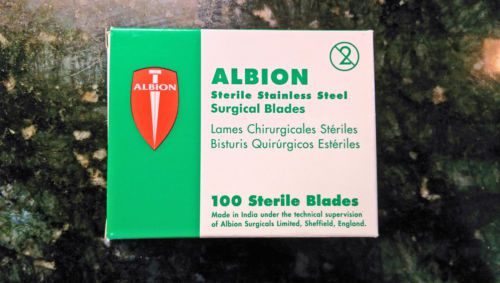 ALBION
2
ALBION
Sterile Stainless Steel
Surgical Blades
Lames Chirurgicales Stériles
Bisturis Quirúrgicos Estériles
100 Sterile Blades
Made in India under the technical supervision
of Albion Surgicals Limited, Sheffield, England.